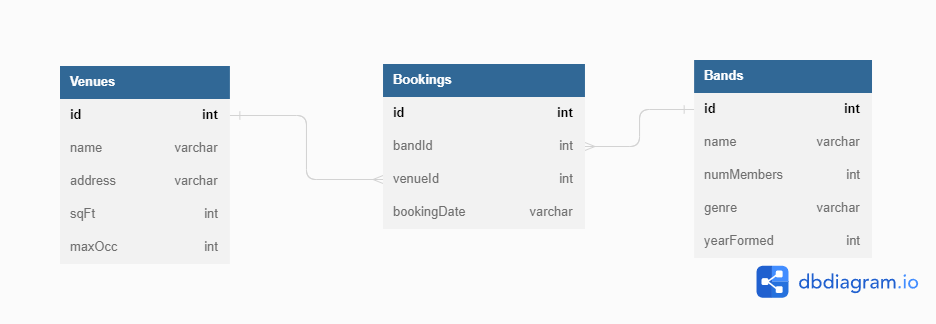 Venues
id int
name varchar
address varchar
sqFt int
maxOcc int
Bookings
id int
bandId int
venueId int
bookingDate varchar
Bands
id int
name varchar
numMembers int
genre varchar
yearFormed int
dbdiagram.io